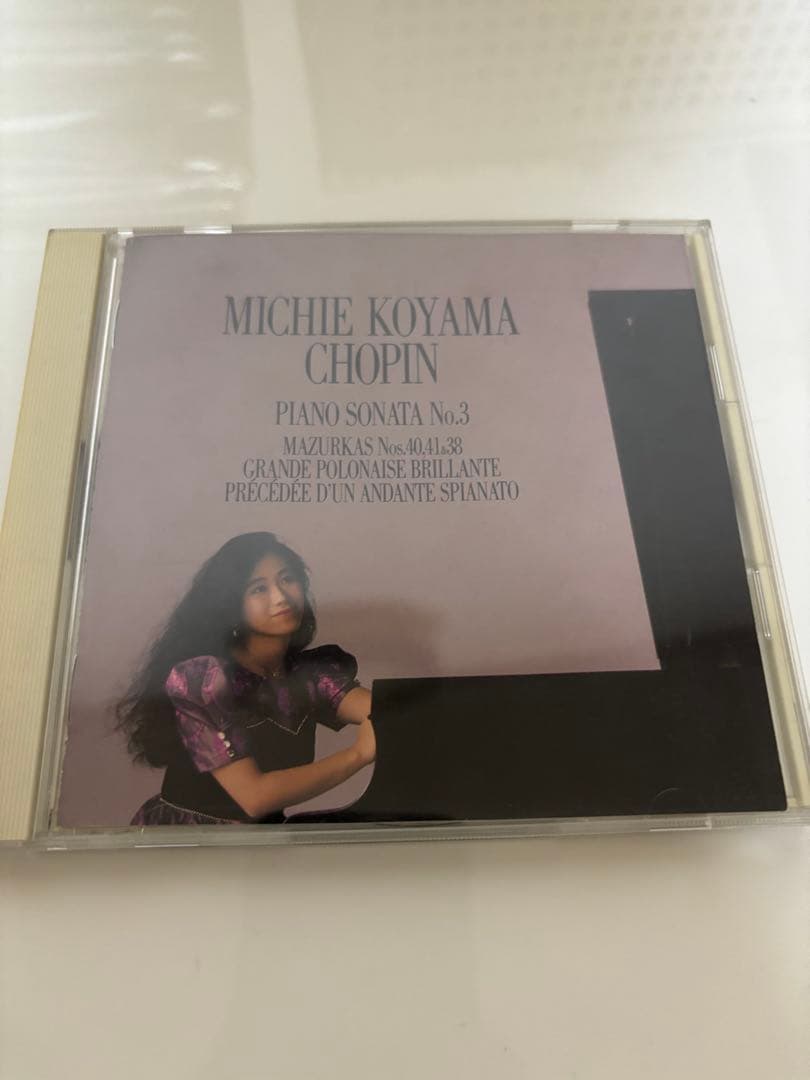 MICHIE KOYAMA
CHOPIN
PIANO SONATA No.3
MAZURKAS Nos.40,41&38
GRANDE POLONAISE BRILLANTE
PRÉCÉDÉE D'UN ANDANTE SPIANATO